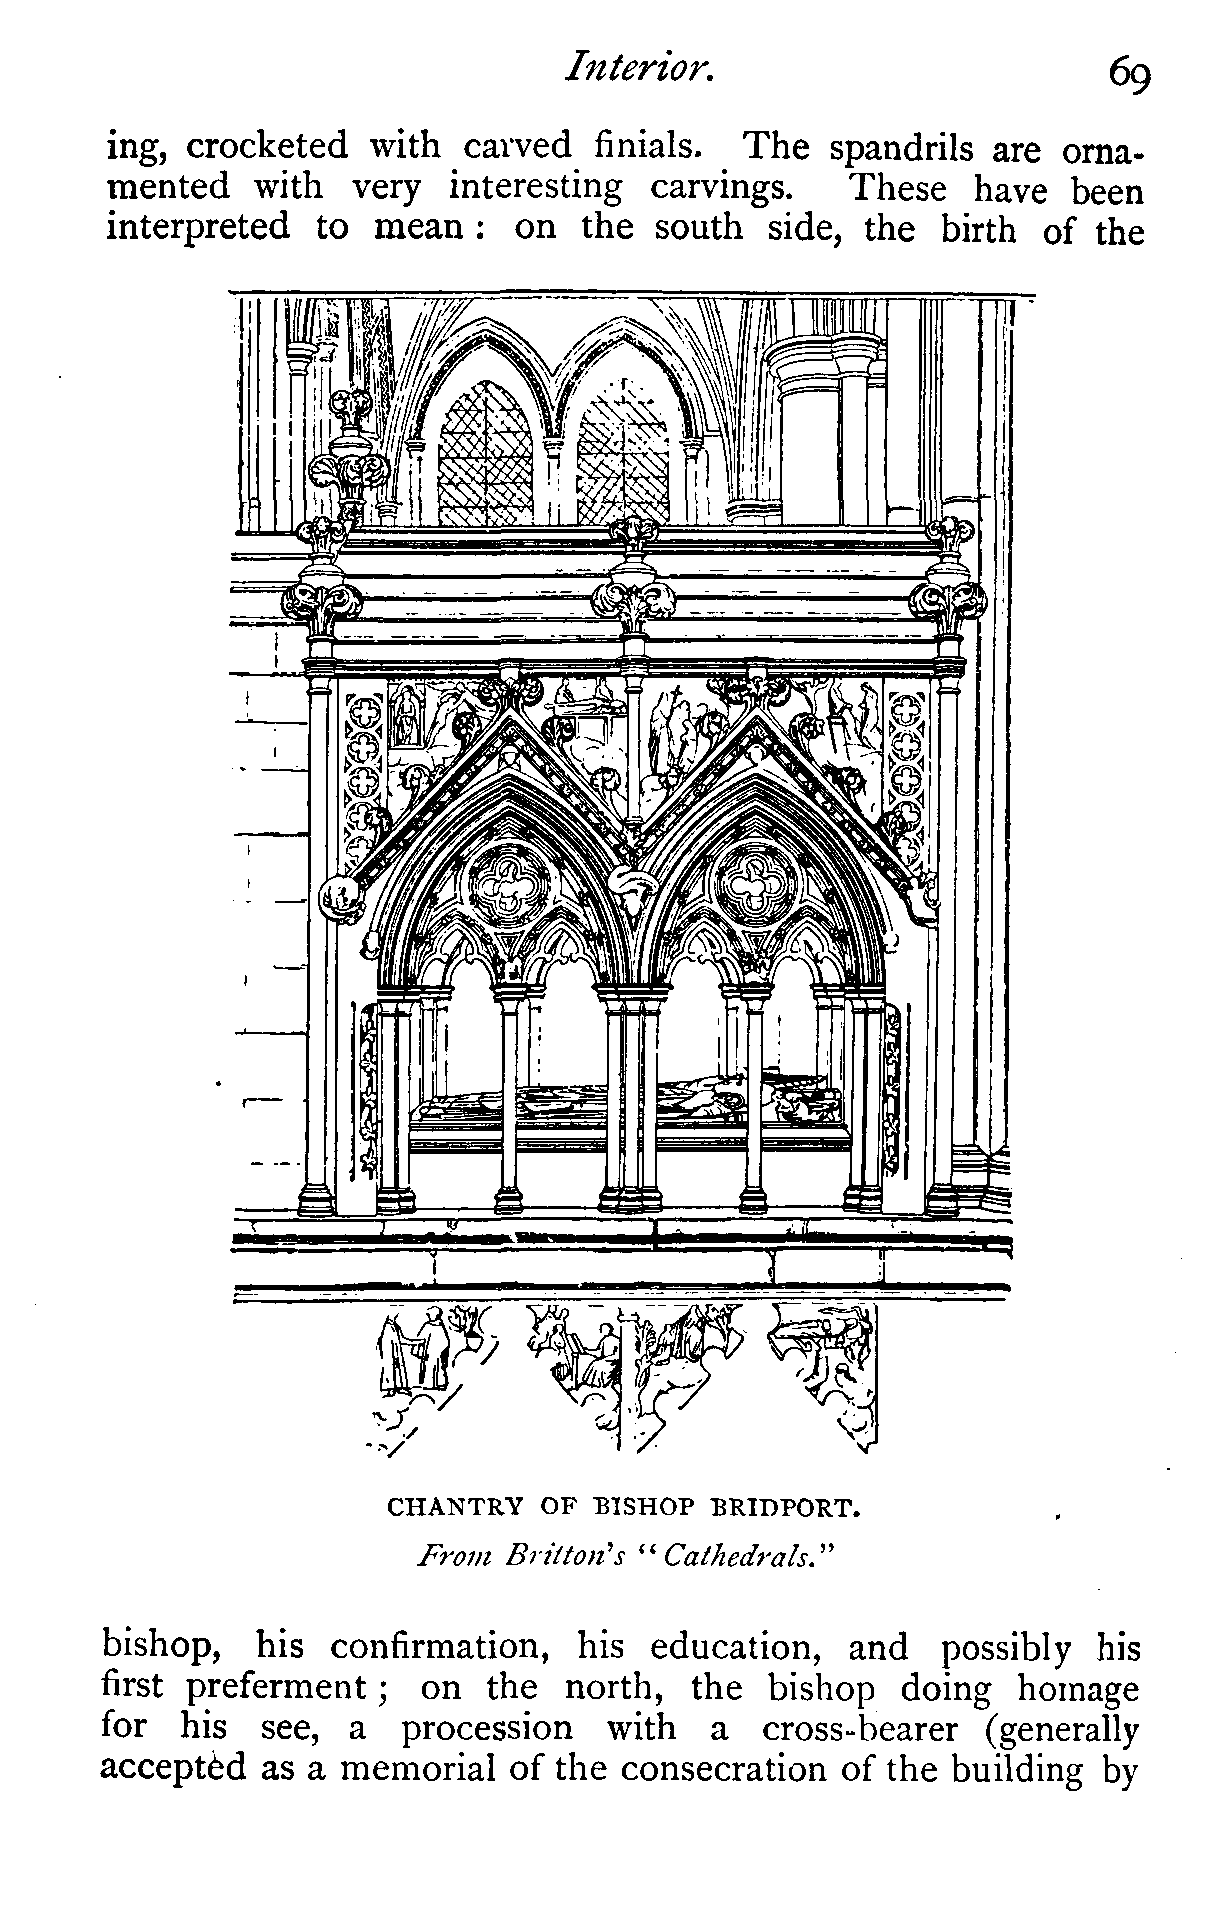 Interior. 69
ing, crocketed with carved finials. The spandrils are orna-
mented with very interesting carvings. These have been
interpreted to mean : on the south side, the birth of the
CHANTRY OF BISHOP BRIDPORT.
From Britton's “Cathedrals.”
bishop, his confirmation, his education, and possibly his
first preferment ; on the north, the bishop doing homage
for his see, a procession with a cross-bearer (generally
accepted as a memorial of the consecration of the building by